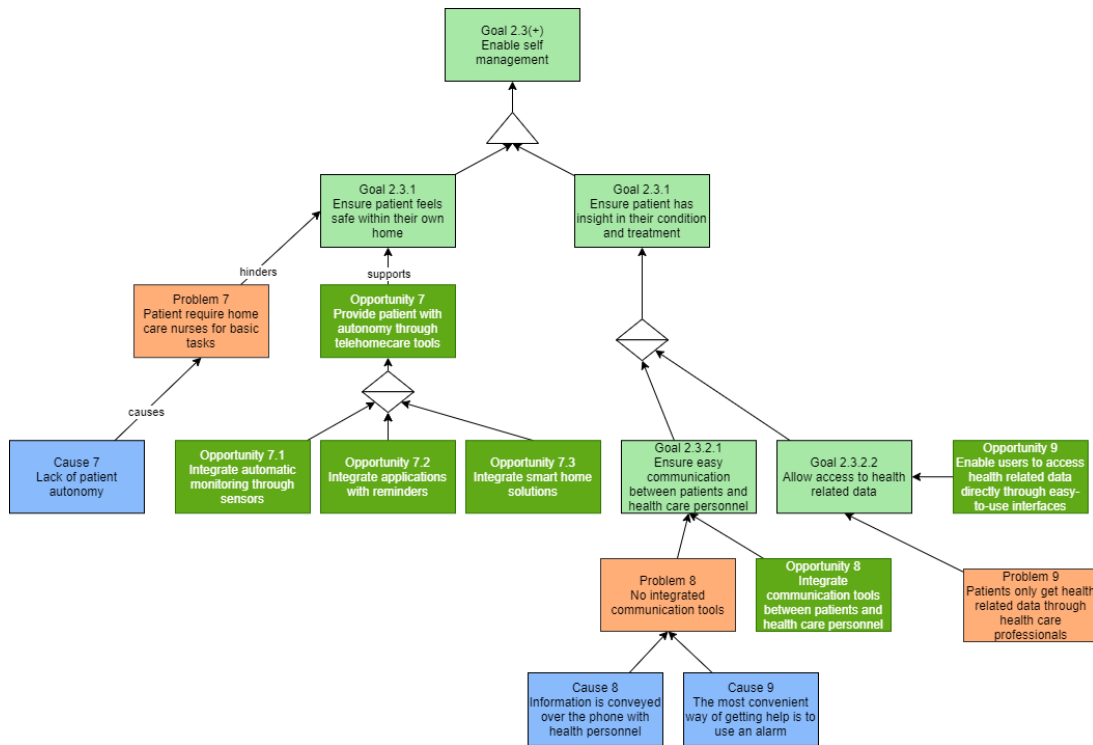 Goal 2.3(+)
Enable self
management
Goal 2.3.1
Ensure patient feels
safe within their own
home
Goal 2.3.1
Ensure patient has
insight in their condition
and treatment
hinders
supports
Problem 7
Patient require home
care nurses for basic
tasks
Opportunity 7
Provide patient with
autonomy through
telehomecare tools
causes
Cause 7
Lack of patient
autonomy
Opportunity 7.1
Integrate automatic
monitoring through
sensors
Opportunity 7.2
Integrate applications
with reminders
Opportunity 7.3
Integrate smart home
solutions
Goal 2.3.2.1
Ensure easy
communication
between patients and
health care personnel
Goal 2.3.2.2
Allow access to health
related data
Opportunity 9
Enable users to access
health related data
directly through easy-
to-use interfaces
Problem 8
No integrated
communication tools
Opportunity 8
Integrate
communication tools
between patients and
health care personnel
Problem 9
Patients only get health
related data through
health care
professionals
Cause 8
Information is conveyed
over the phone with
health personnel
Cause 9
The most convenient
way of getting help is to
use an alarm